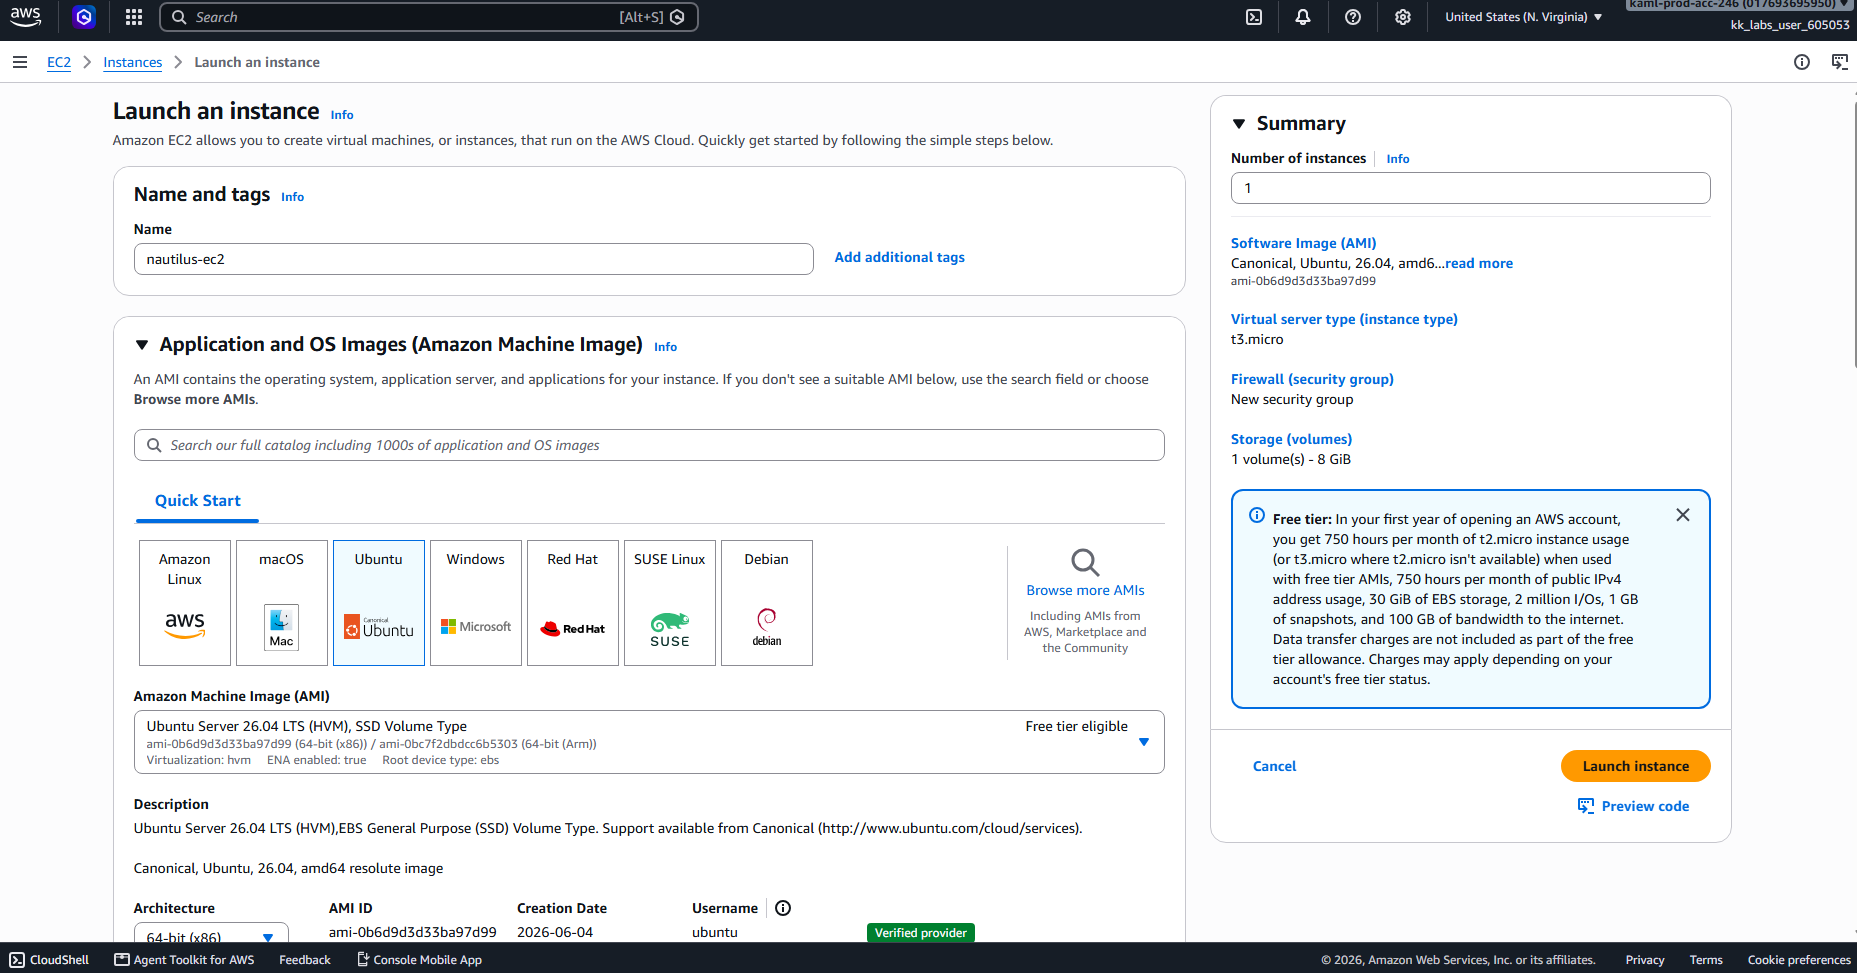 aws
Search [Alt+S]
United States (N. Virginia)
kaml-prod-acc-246 (017693695950)
kk_labs_user_605053
EC2 > Instances > Launch an instance
Launch an instance Info
Amazon EC2 allows you to create virtual machines, or instances, that run on the AWS Cloud. Quickly get started by following the simple steps below.
Name and tags Info
Name
nautilus-ec2
Add additional tags
Application and OS Images (Amazon Machine Image) Info
An AMI contains the operating system, application server, and applications for your instance. If you don't see a suitable AMI below, use the search field or choose
Browse more AMIs.
Search our full catalog including 1000s of application and OS images
Quick Start
Amazon
Linux
aws
macOS
Mac
Ubuntu
Canonical
Ubuntu
Windows
Microsoft
Red Hat
Red Hat
SUSE Linux
SUSE
Debian
debian
Browse more AMIs
Including AMIs from
AWS, Marketplace and
the Community
Amazon Machine Image (AMI)
Ubuntu Server 26.04 LTS (HVM), SSD Volume Type
Free tier eligible
ami-0b6d9d3d33ba97d99 (64-bit (x86)) / ami-0bc7f2dbdcc6b5303 (64-bit (Arm))
Virtualization: hvm ENA enabled: true Root device type: ebs
Description
Ubuntu Server 26.04 LTS (HVM),EBS General Purpose (SSD) Volume Type. Support available from Canonical (http://www.ubuntu.com/cloud/services).
Canonical, Ubuntu, 26.04, amd64 resolute image
Architecture
64-bit (x86)
AMI ID
ami-0b6d9d3d33ba97d99
Creation Date
2026-06-04
Username
ubuntu
Verified provider
Summary
Number of instances Info
1
Software Image (AMI)
Canonical, Ubuntu, 26.04, amd6...read more
ami-0b6d9d3d33ba97d99
Virtual server type (instance type)
t3.micro
Firewall (security group)
New security group
Storage (volumes)
1 volume(s) - 8 GiB
Free tier: In your first year of opening an AWS account,
you get 750 hours per month of t2.micro instance usage
(or t3.micro where t2.micro isn't available) when used
with free tier AMIs, 750 hours per month of public IPv4
address usage, 30 GiB of EBS storage, 2 million I/Os, 1 GB
of snapshots, and 100 GB of bandwidth to the internet.
Data transfer charges are not included as part of the free
tier allowance. Charges may apply depending on your
account's free tier status.
Cancel
Launch instance
Preview code
CloudShell Agent Toolkit for AWS Feedback Console Mobile App
© 2026, Amazon Web Services, Inc. or its affiliates. Privacy Terms Cookie preferences